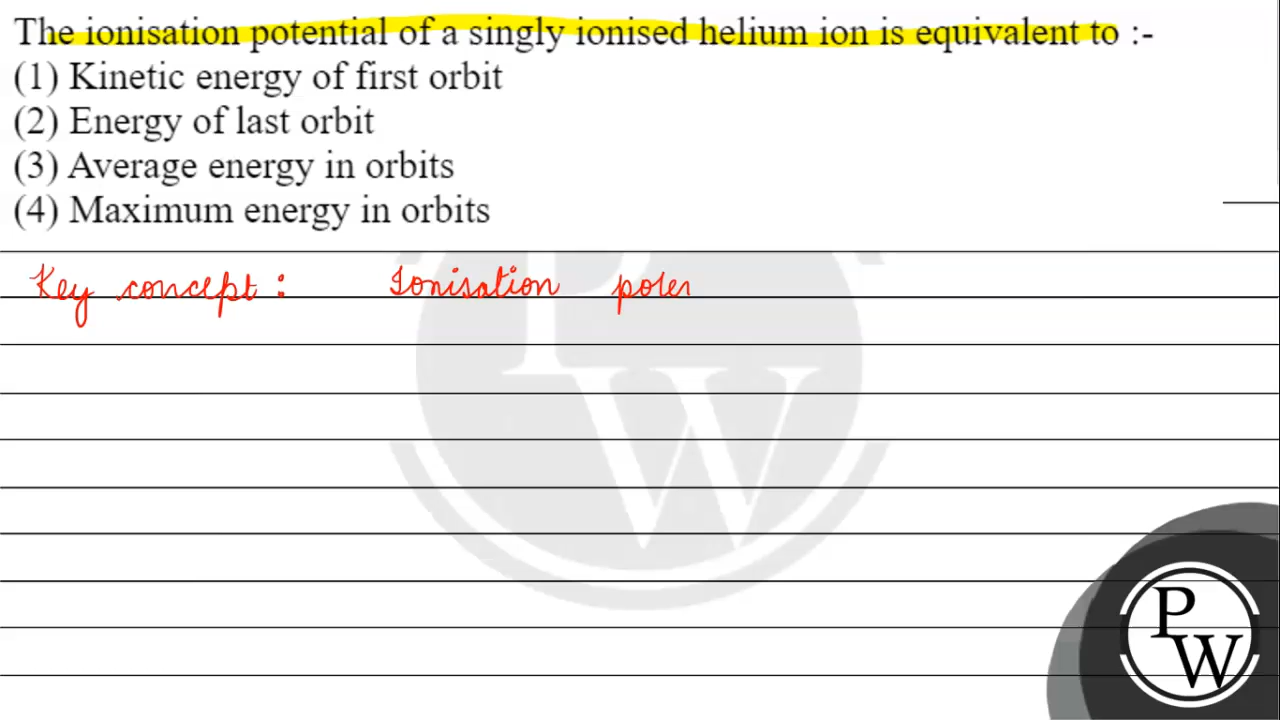 The ionisation potential of a singly ionised helium ion is equivalent to :-
(1) Kinetic energy of first orbit
(2) Energy of last orbit
(3) Average energy in orbits
(4) Maximum energy in orbits
Key concept : Ionisation poten
P
W
P
W